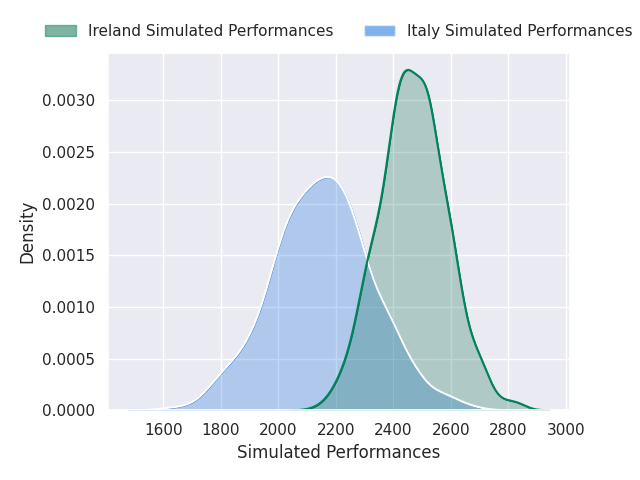 Ireland Simulated Performances Italy Simulated Performances
0.0030
0.0025
0.0020
0.0015
0.0010
0.0005
0.0000
Density
1600 1800 2000 2200 2400 2600 2800 3000
Simulated Performances